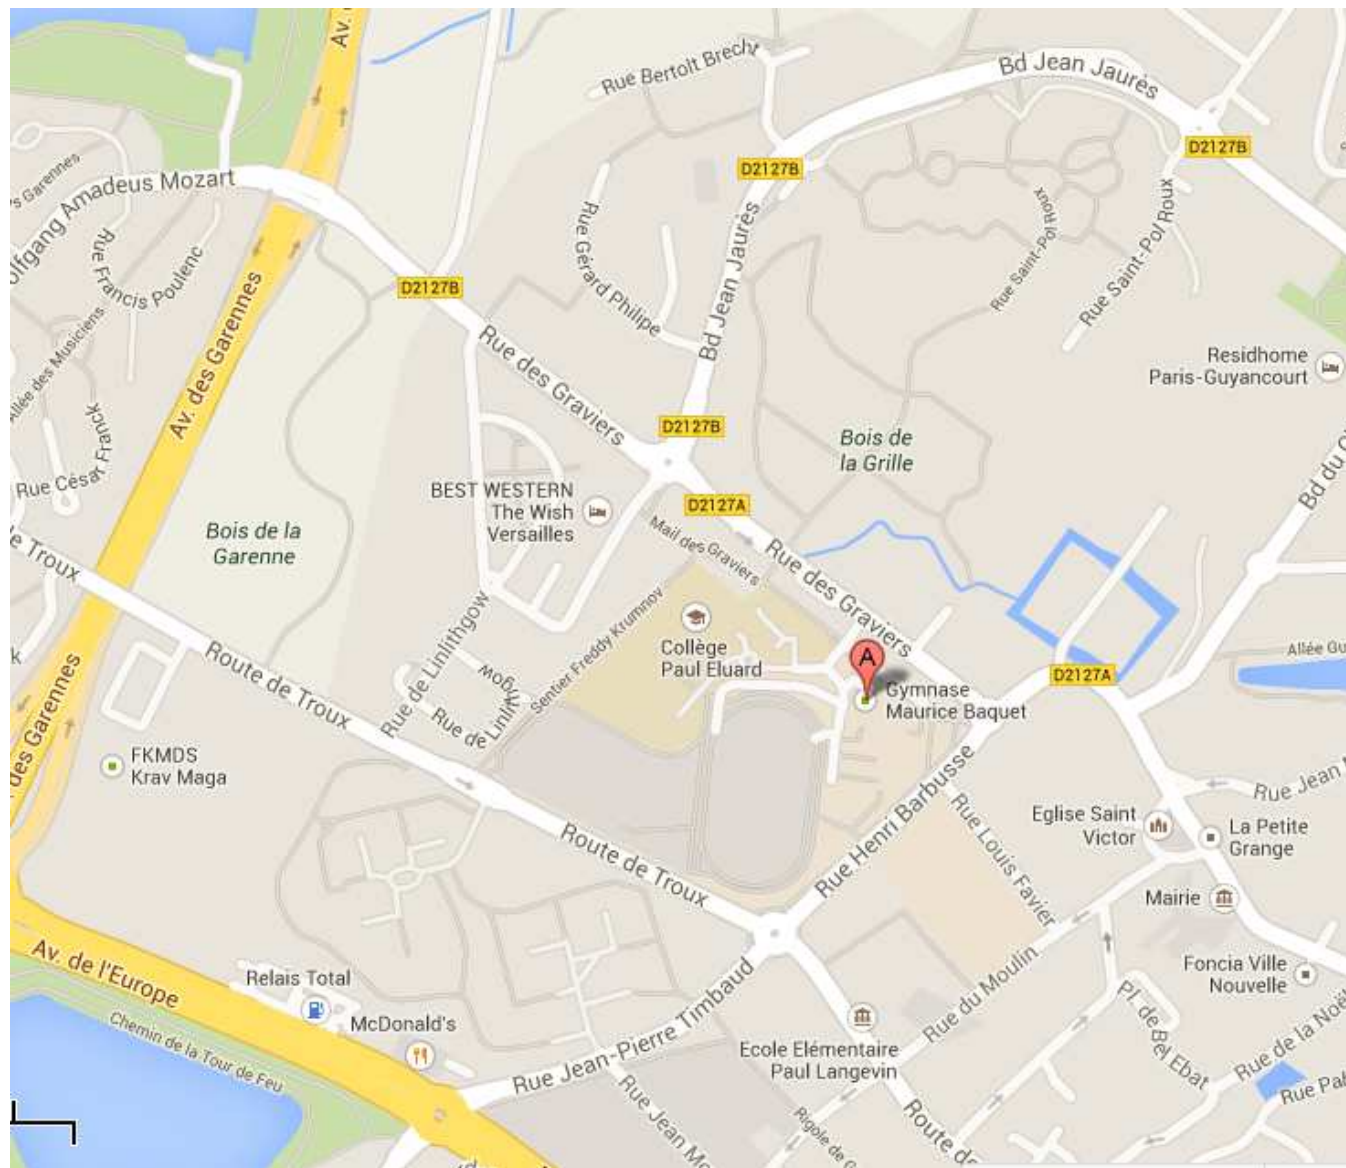 Av.
Rue Bertolt Brecht
Bd Jean Jaurès
D2127B
D2127B
Garennes
Wolfgang Amadeus Mozart
Rue Francis Poulenc
Allée des Musiciens
Rue Gérard Philipe
Rue Saint-Pol Roux
Rue Saint-Pol Roux
Bd Jean Jaurès
D2127B
Av. des Garennes
Rue des Graviers
Residhome
Paris-Guyancourt
Rue César Franck
D2127B
Bois de
la Grille
Bd du
BEST WESTERN
The Wish
Versailles
D2127A
Bois de la
Garenne
Mail des Graviers
Rue des Graviers
de Troux
Collège
Paul Eluard
Sentier Freddy Krumnov
Rue de Linlithgow
Rue de Linlithgow
Route de Troux
A
Gymnase
Maurice Baquet
D2127A
Allée Gu
k
des Garennes
FKMDS
Krav Maga
Rue Jean
Eglise Saint
Victor
La Petite
Grange
Rue Henri Barbusse
Rue Louis Favier
Route de Troux
Mairie
Av. de l'Europe
Relais Total
McDonald's
Chemin de la Tour de Feu
Foncia Ville
Nouvelle
Rue du Moulin
Pl. de Bel Ebat
Rue de la Noël
Rue Pab
Rue Jean-Pierre Timbaud
Ecole Elémentaire
Paul Langevin
Rue Jean Mo
Rigole de G
Route de